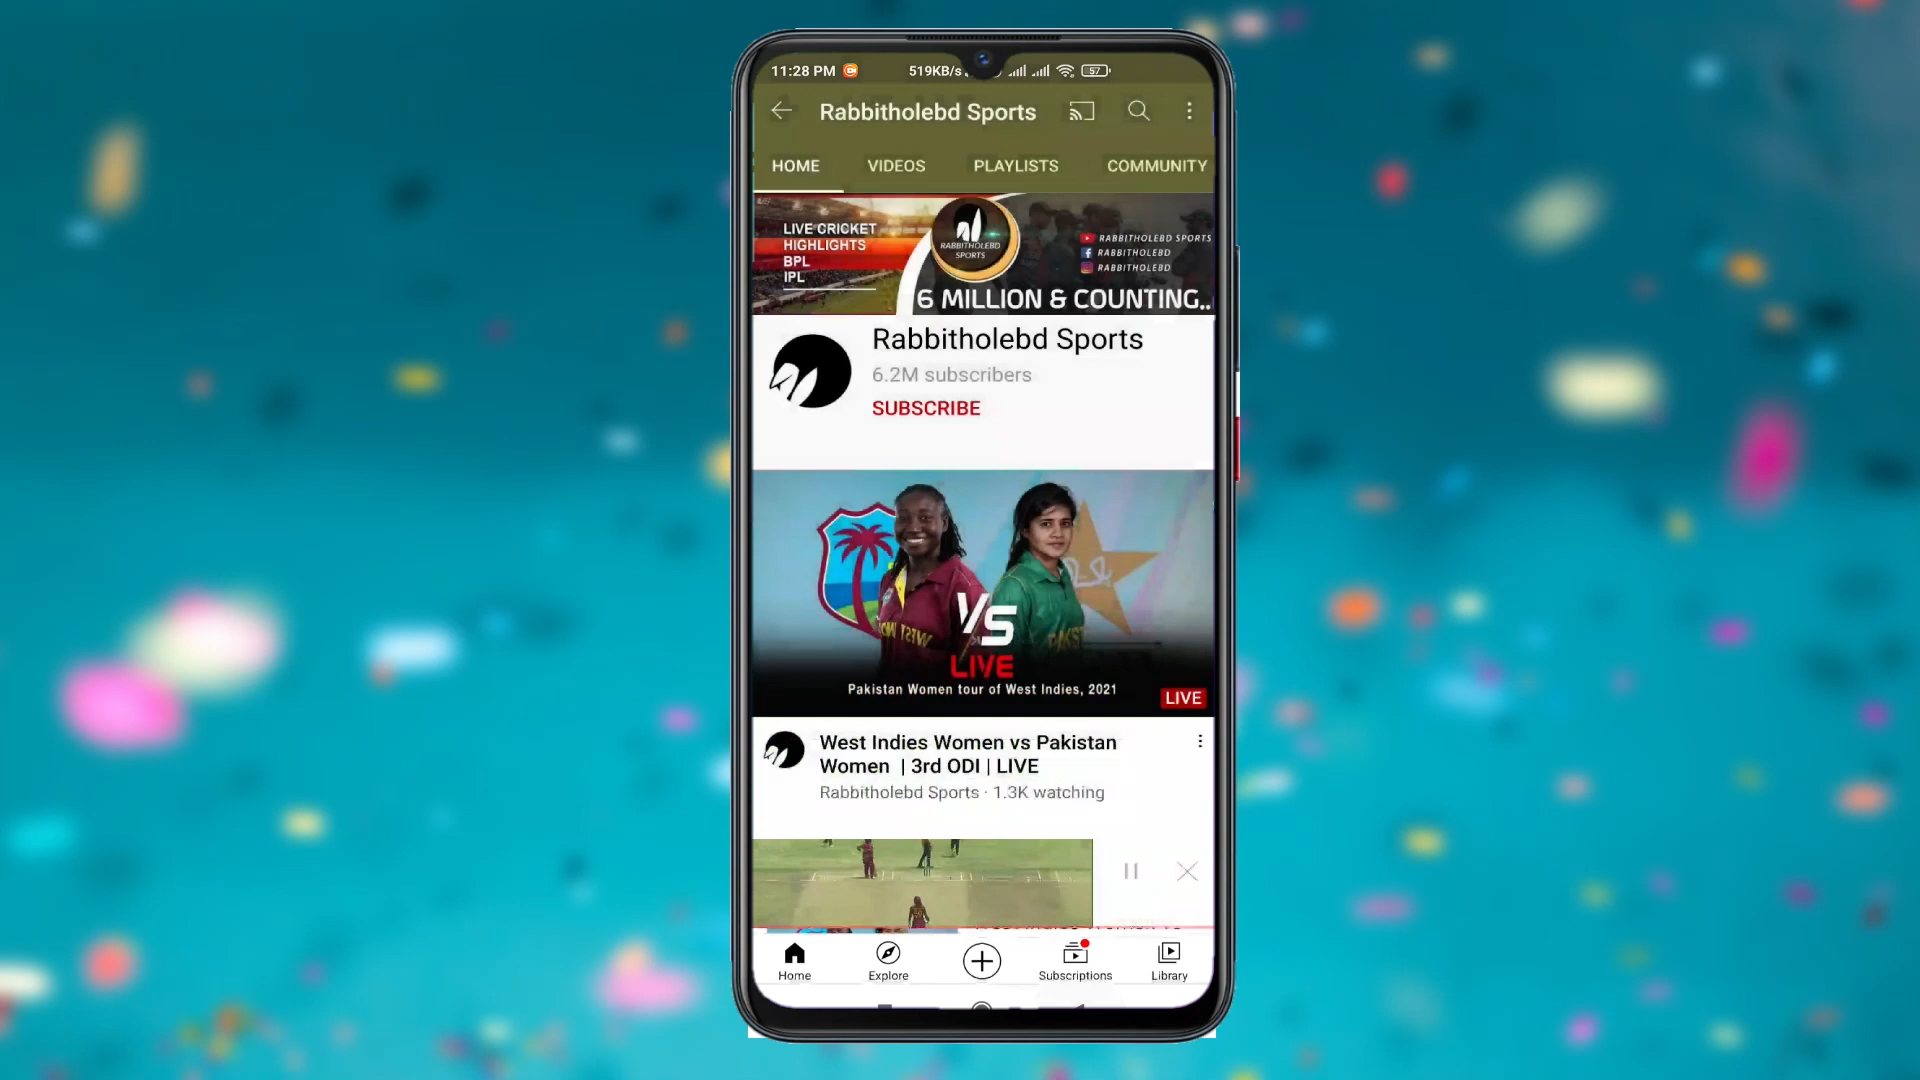 11:28 PM
519KB/s
57
Rabbitholebd Sports
HOME VIDEOS PLAYLISTS COMMUNITY
LIVE CRICKET
HIGHLIGHTS
BPL
IPL
RABBITHOLEBD
SPORTS
RABBITHOLEBD SPORTS
RABBITHOLEBD
RABBITHOLEBD
6 MILLION & COUNTING..
Rabbitholebd Sports
6.2M subscribers
SUBSCRIBE
VS
LIVE
Pakistan Women tour of West Indies, 2021
LIVE
West Indies Women vs Pakistan
Women | 3rd ODI | LIVE
Rabbitholebd Sports · 1.3K watching
Home Explore Subscriptions Library